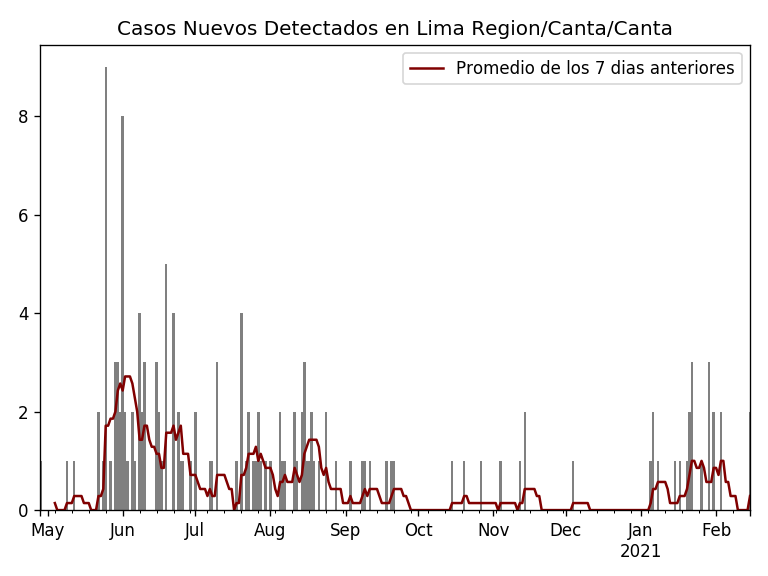 Casos Nuevos Detectados en Lima Region/Canta/Canta
Promedio de los 7 dias anteriores
8
6
4
2
0
May Jun Jul Aug Sep Oct Nov Dec Jan Feb
2021